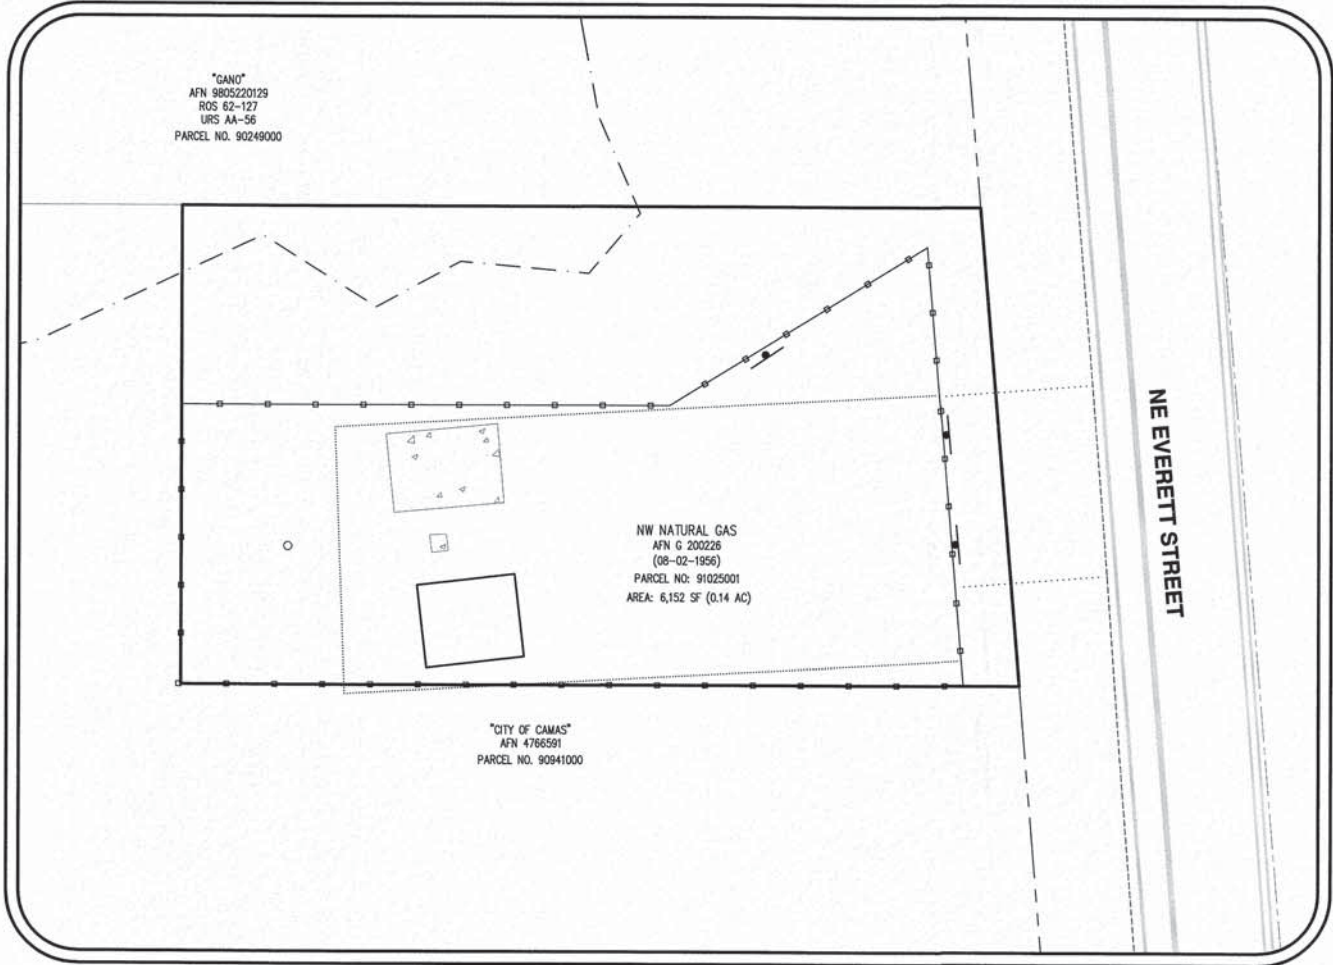 "GANO"
AFN 9805220129
ROS 62-127
URS AA-56
PARCEL NO. 90249000
NE EVERETT STREET
NW NATURAL GAS
AFN G 200226
(08-02-1956)
PARCEL NO: 91025001
AREA: 6,152 SF (0.14 AC)
"CITY OF CAMAS"
AFN 4766591
PARCEL NO. 90941000